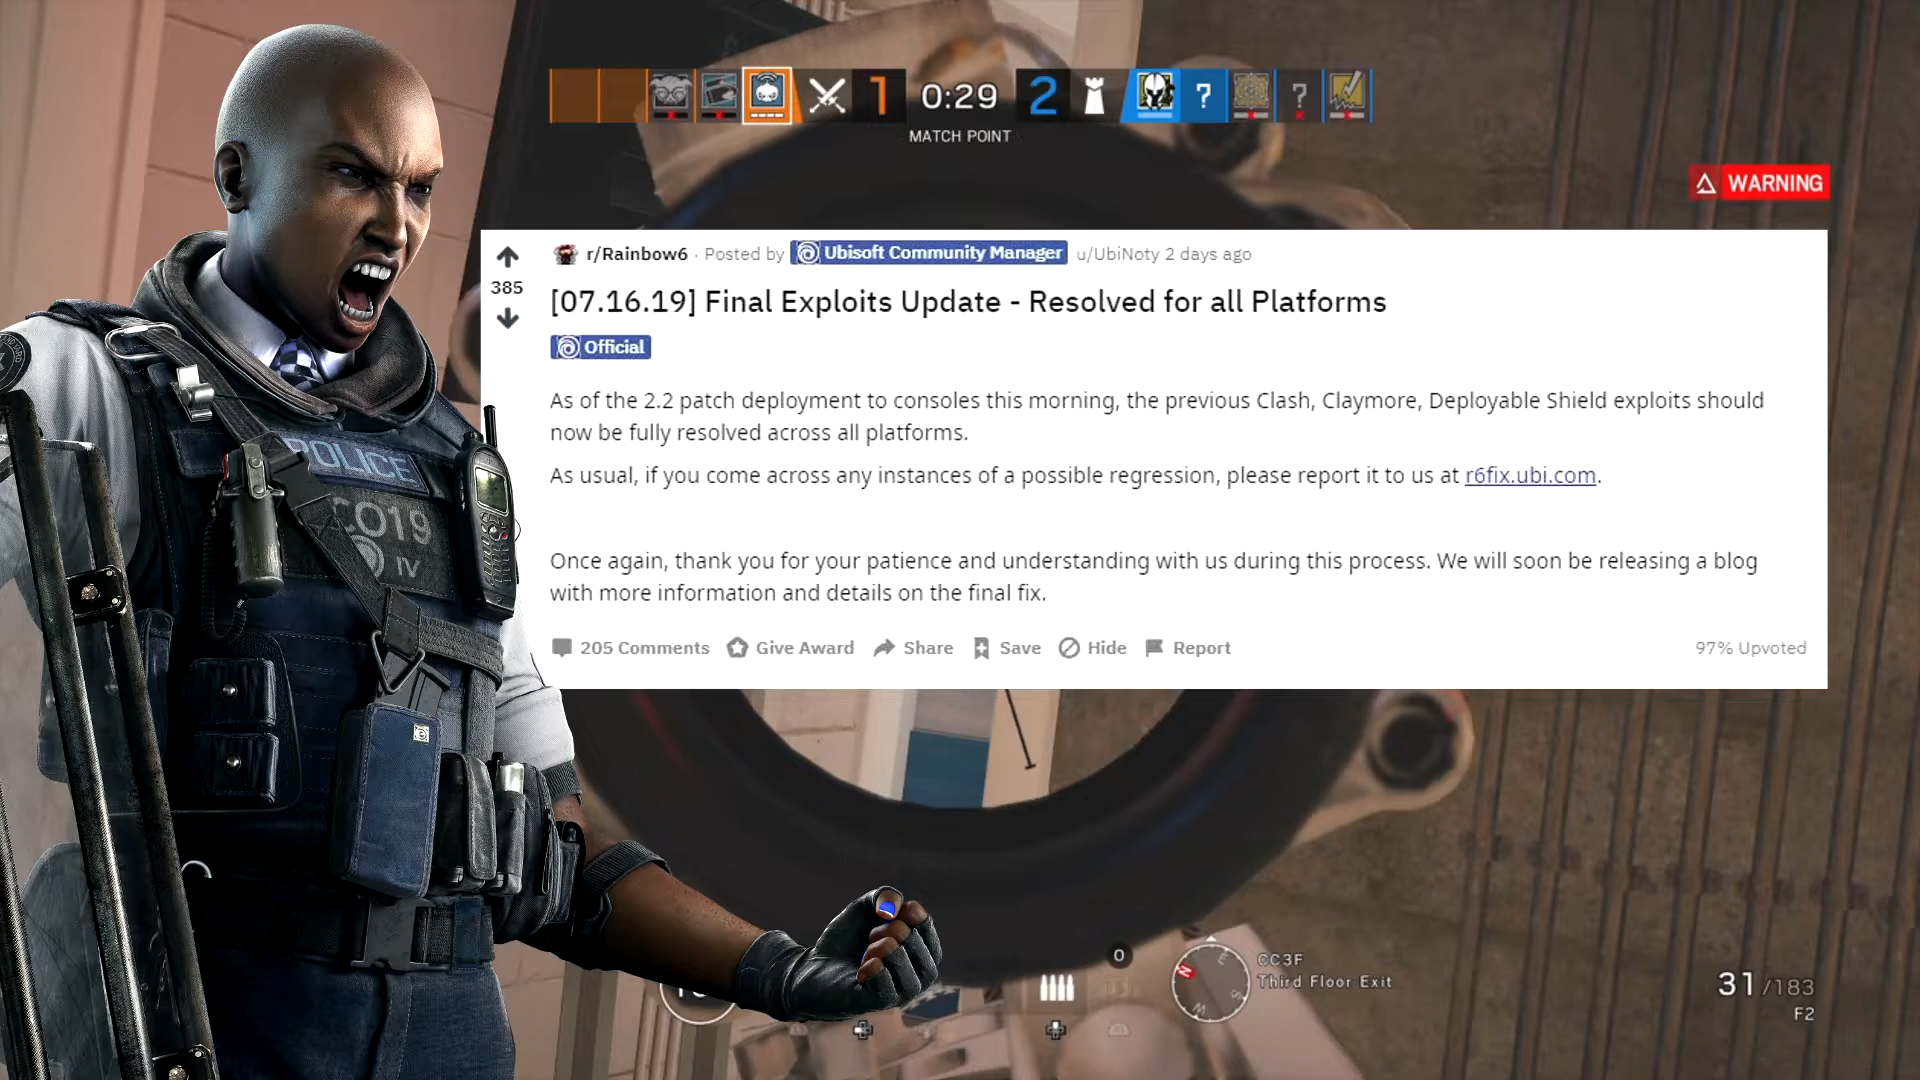 1 0:29 2
? ?
MATCH POINT
WARNING
r/Rainbow6 · Posted by Ubisoft Community Manager u/UbiNoty 2 days ago
385
[07.16.19] Final Exploits Update - Resolved for all Platforms
Official
As of the 2.2 patch deployment to consoles this morning, the previous Clash, Claymore, Deployable Shield exploits should
now be fully resolved across all platforms.
As usual, if you come across any instances of a possible regression, please report it to us at r6fix.ubi.com.
Once again, thank you for your patience and understanding with us during this process. We will soon be releasing a blog
with more information and details on the final fix.
205 Comments Give Award Share Save Hide Report 97% Upvoted
POLICE
CO19
IV
0
N E S W
CC3F
Third Floor Exit
31/183
F2